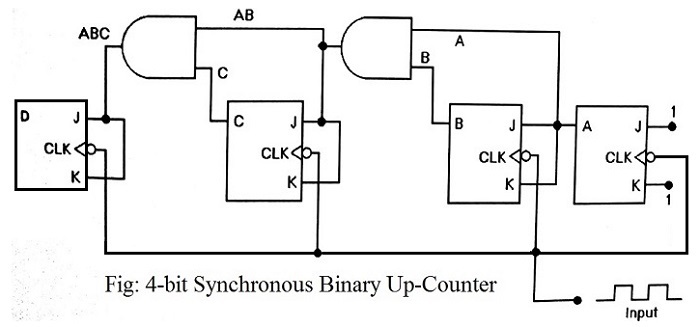 AB
ABC
A
B
C
1
D J
CLK
K
C J
CLK
K
B J
CLK
K
A J
CLK
K
1
Fig: 4-bit Synchronous Binary Up-Counter
Input